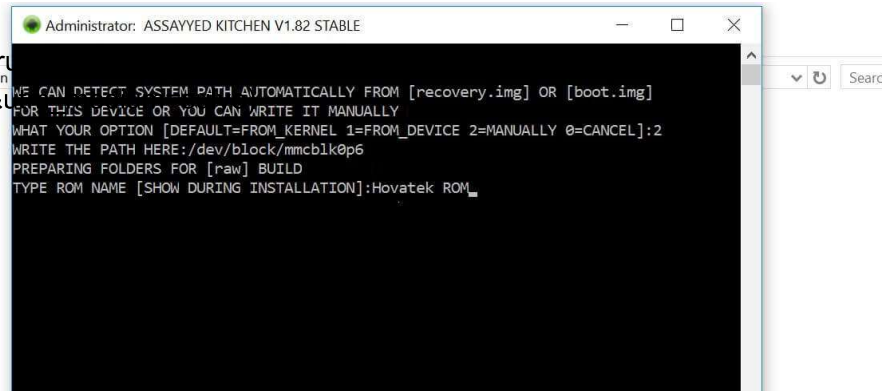 Administrator: ASSAYYED KITCHEN V1.82 STABLE
Searc
WE CAN DETECT SYSTEM PATH AUTOMATICALLY FROM [recovery.img] OR [boot.img]
FOR THIS DEVICE OR YOU CAN WRITE IT MANUALLY
WHAT YOUR OPTION [DEFAULT=FROM_KERNEL 1=FROM_DEVICE 2=MANUALLY 0=CANCEL]:2
WRITE THE PATH HERE:/dev/block/mmcblk0p6
PREPARING FOLDERS FOR [raw] BUILD
TYPE ROM NAME [SHOW DURING INSTALLATION]:Hovatek ROM_